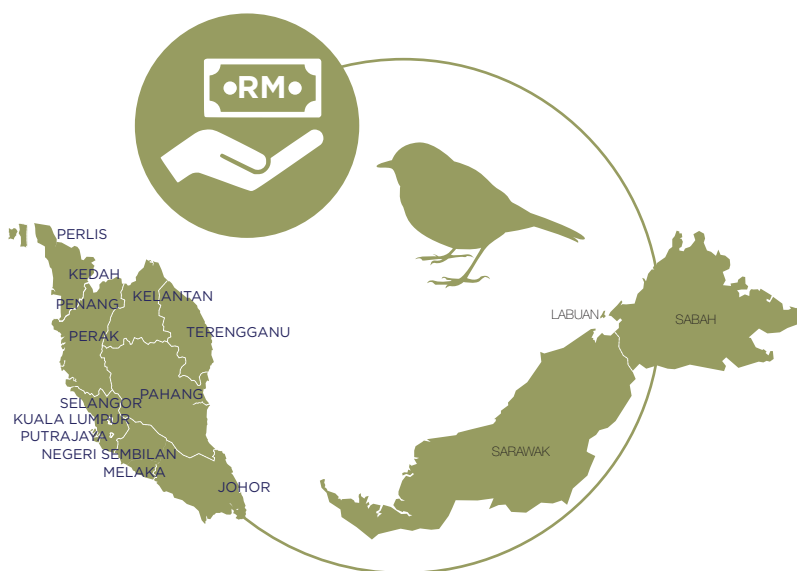 RM
PERLIS
KEDAH
PENANG
KELANTAN
PERAK
TERENGGANU
PAHANG
SELANGOR
KUALA LUMPUR
PUTRAJAYA
NEGERI SEMBILAN
MELAKA
JOHOR
LABUAN
SABAH
SARAWAK